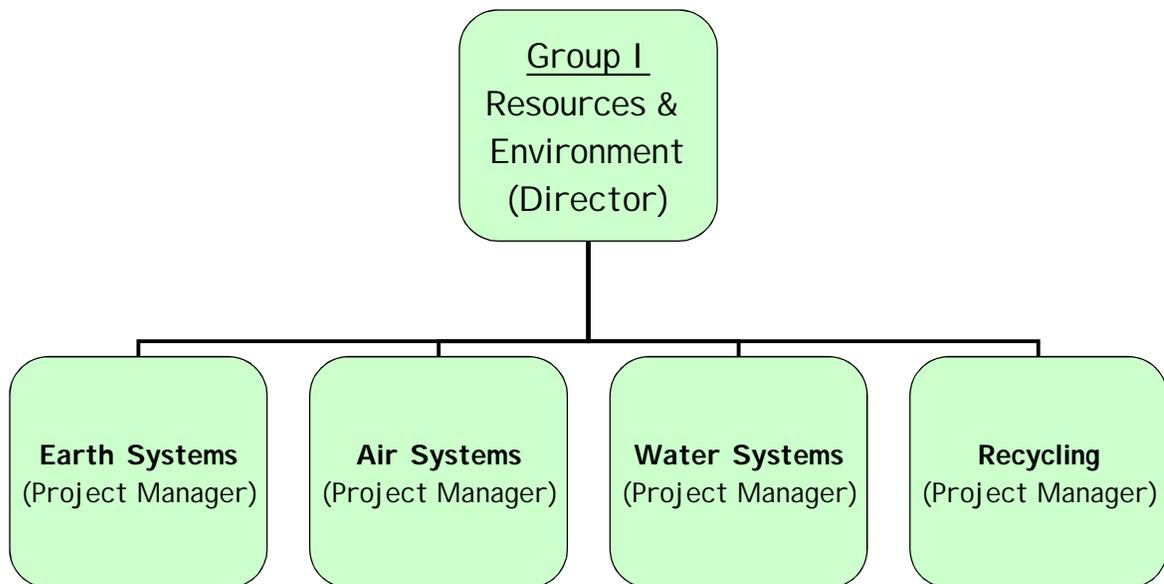 Group I
Resources &
Environment
(Director)
Earth Systems
(Project Manager)
Air Systems
(Project Manager)
Water Systems
(Project Manager)
Recycling
(Project Manager)